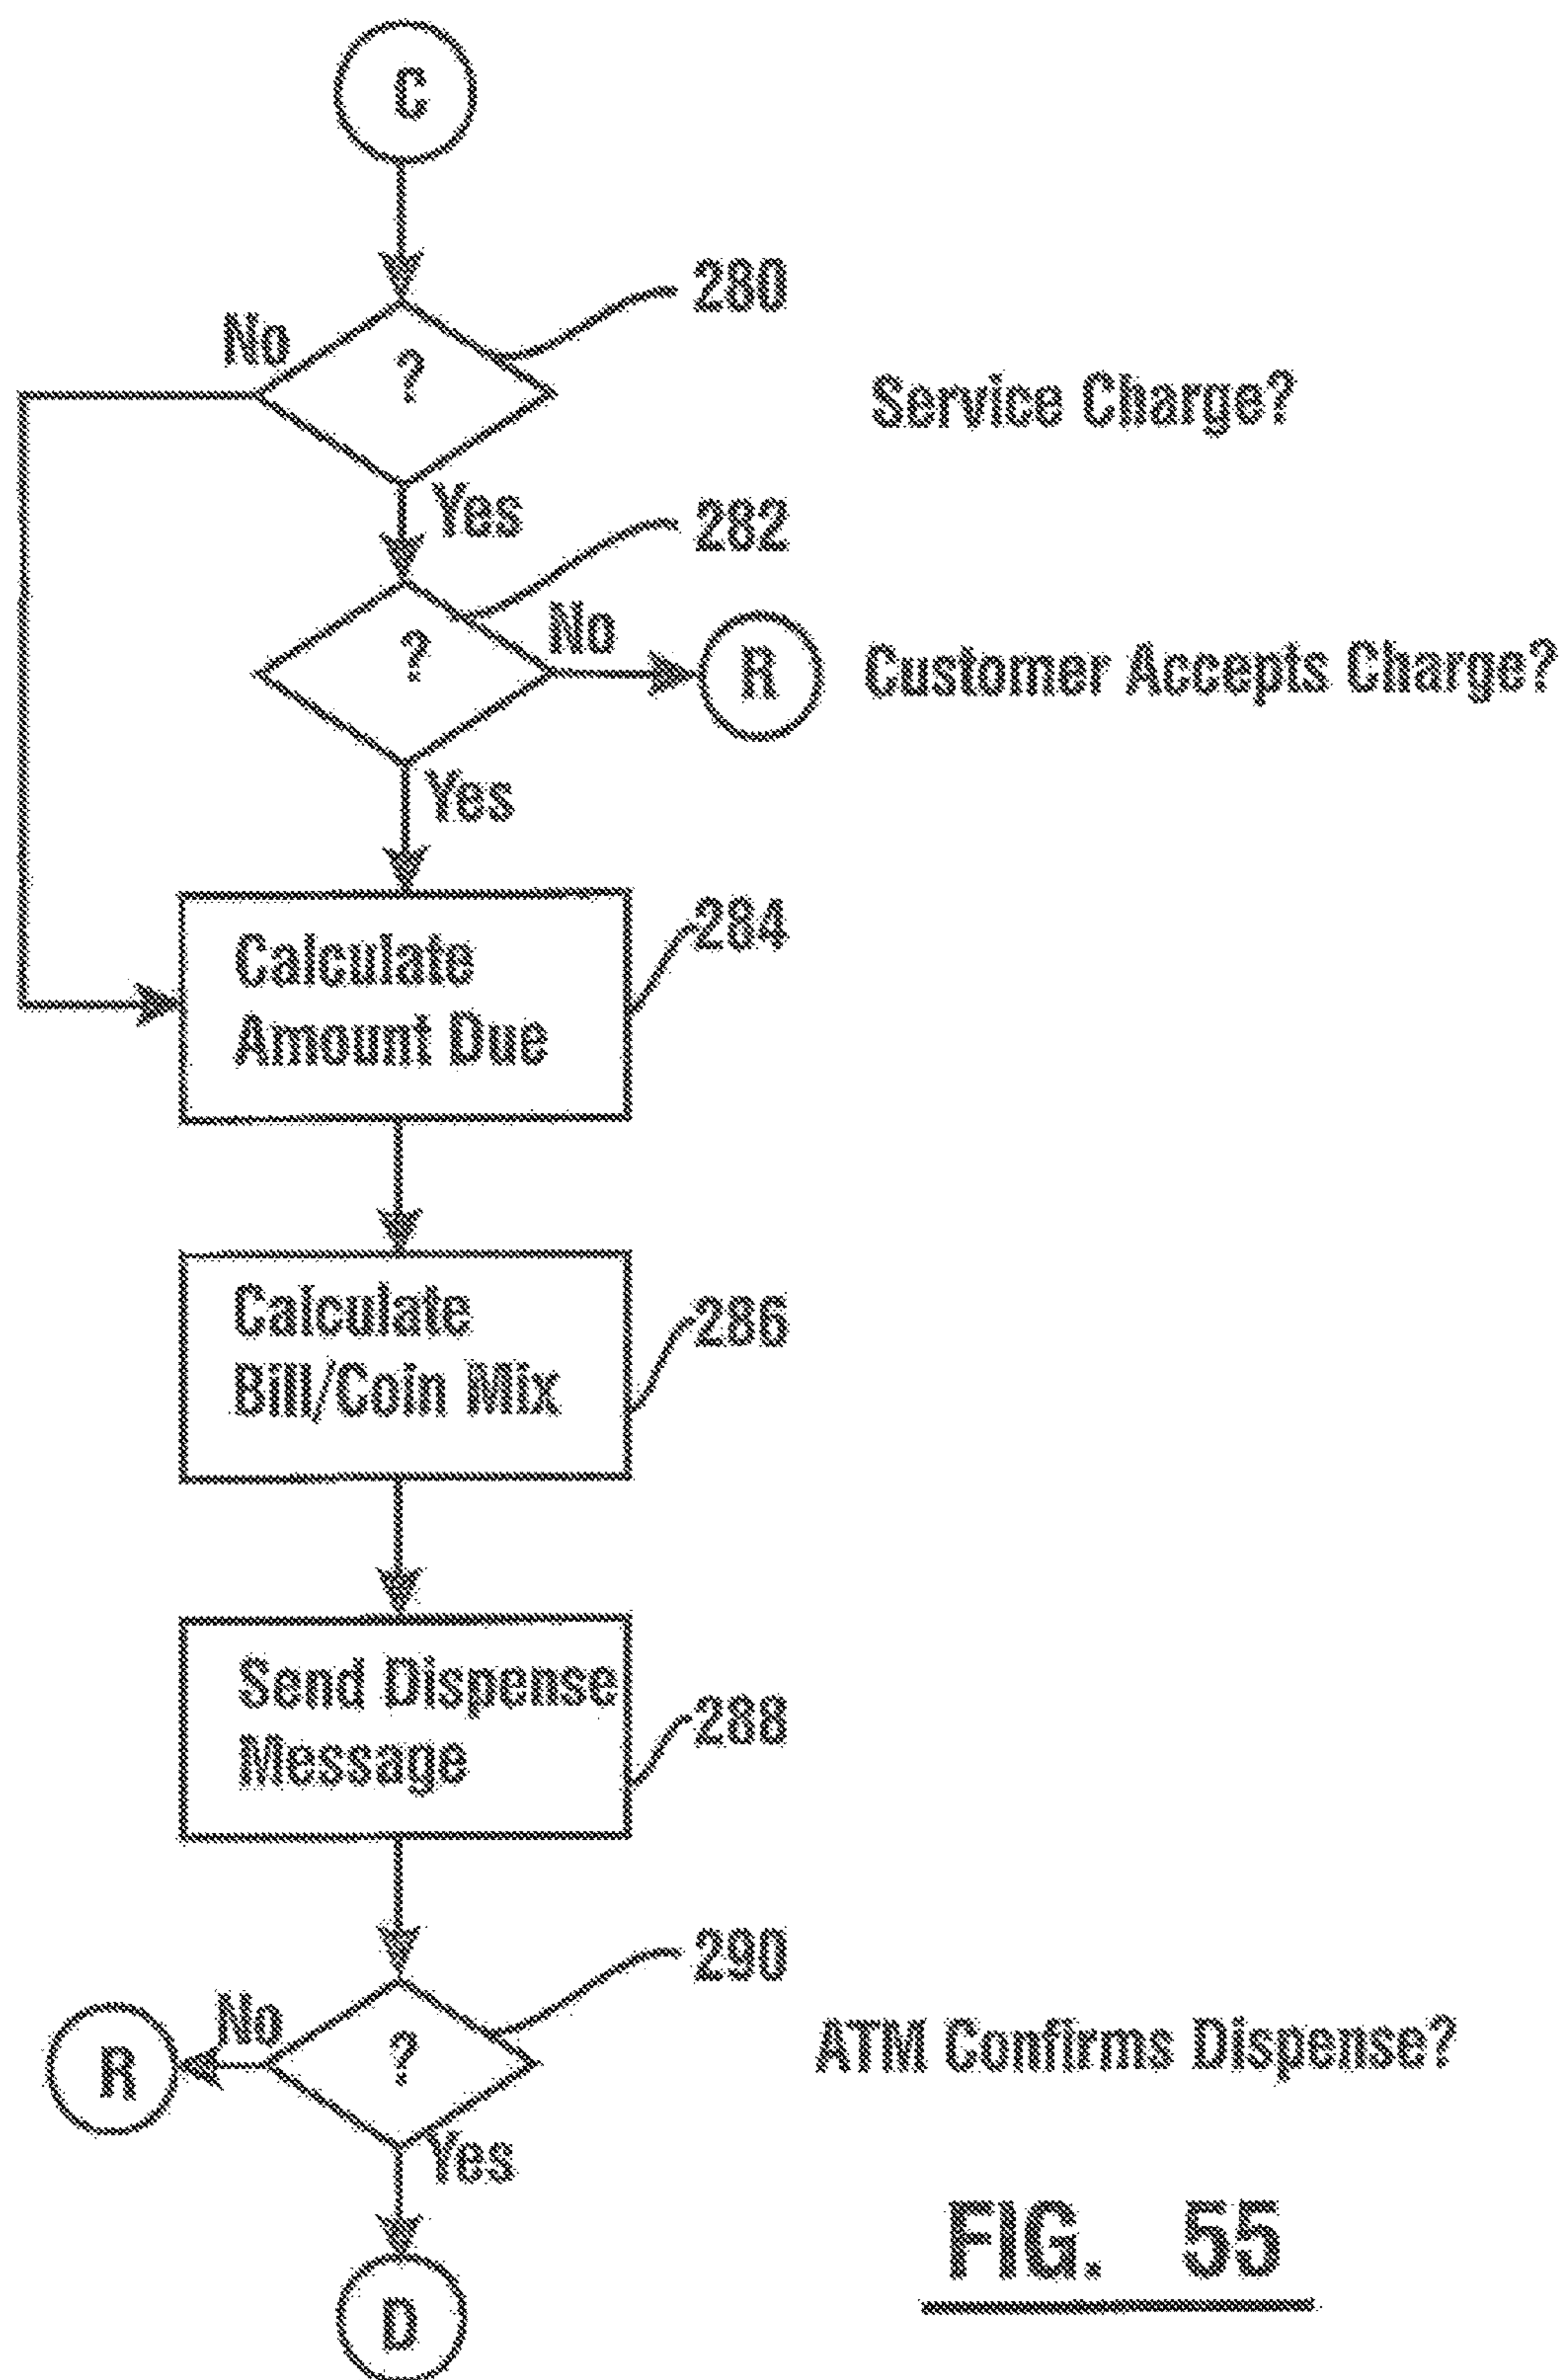 C
280
No
?
Service Charge?
Yes
282
No
?
R
Customer Accepts Charge?
Yes
284
Calculate
Amount Due
Calculate
286
Bill/Coin Mix
Send Dispense
288
Message
290
No
?
R
ATM Confirms Dispense?
Yes
FIG. 55
D